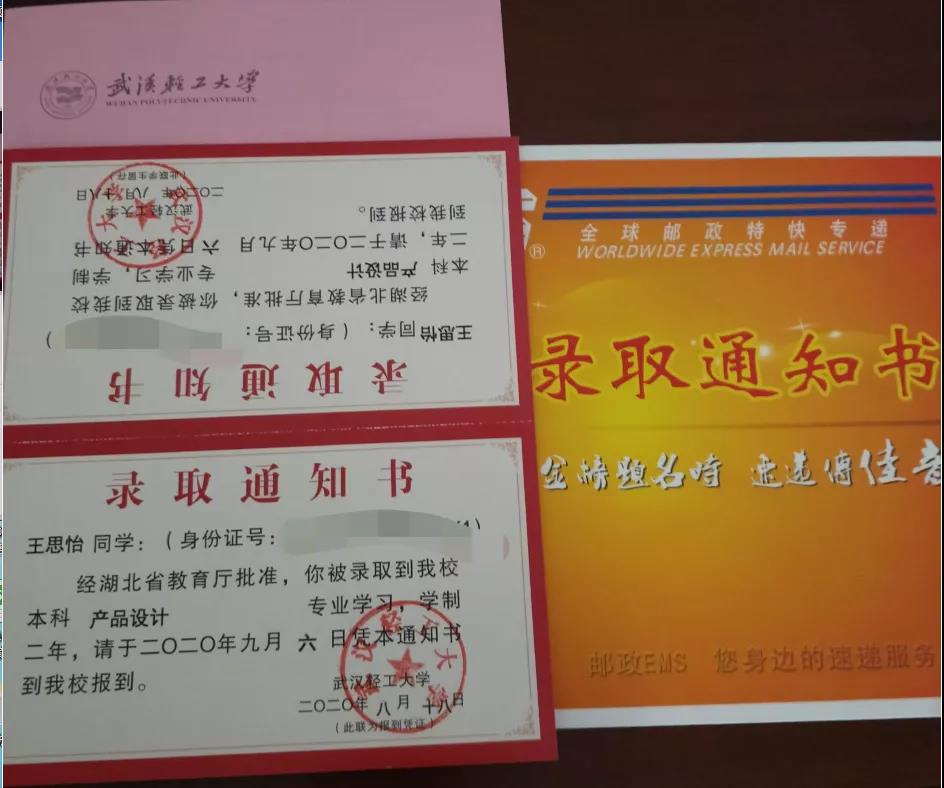 武汉轻工大学
WUHAN POLYTECHNIC UNIVERSITY
录取通知书
王思怡同学：（身份证号：）
经湖北省教育厅批准，你被录取到我校
本科 产品设计 专业学习，学制
二年，请于二〇二〇年九月 六 日凭本通知书
到我校报到。
武汉轻工大学
二〇二〇年 八月 十八日
（此联学生留存）
录取通知书
王思怡 同学：（身份证号：
经湖北省教育厅批准，你被录取到我校
本科 产品设计 专业学习，学制
二年，请于二〇二〇年九月 六 日凭本通知书
到我校报到。
武汉轻工大学
二〇二〇年 八 月 十八日
（此联为报到凭证）
®
全球邮政特快专递
WORLDWIDE EXPRESS MAIL SERVICE
录取通知书
金榜题名时 速递传佳音
邮政EMS 您身边的速递服务